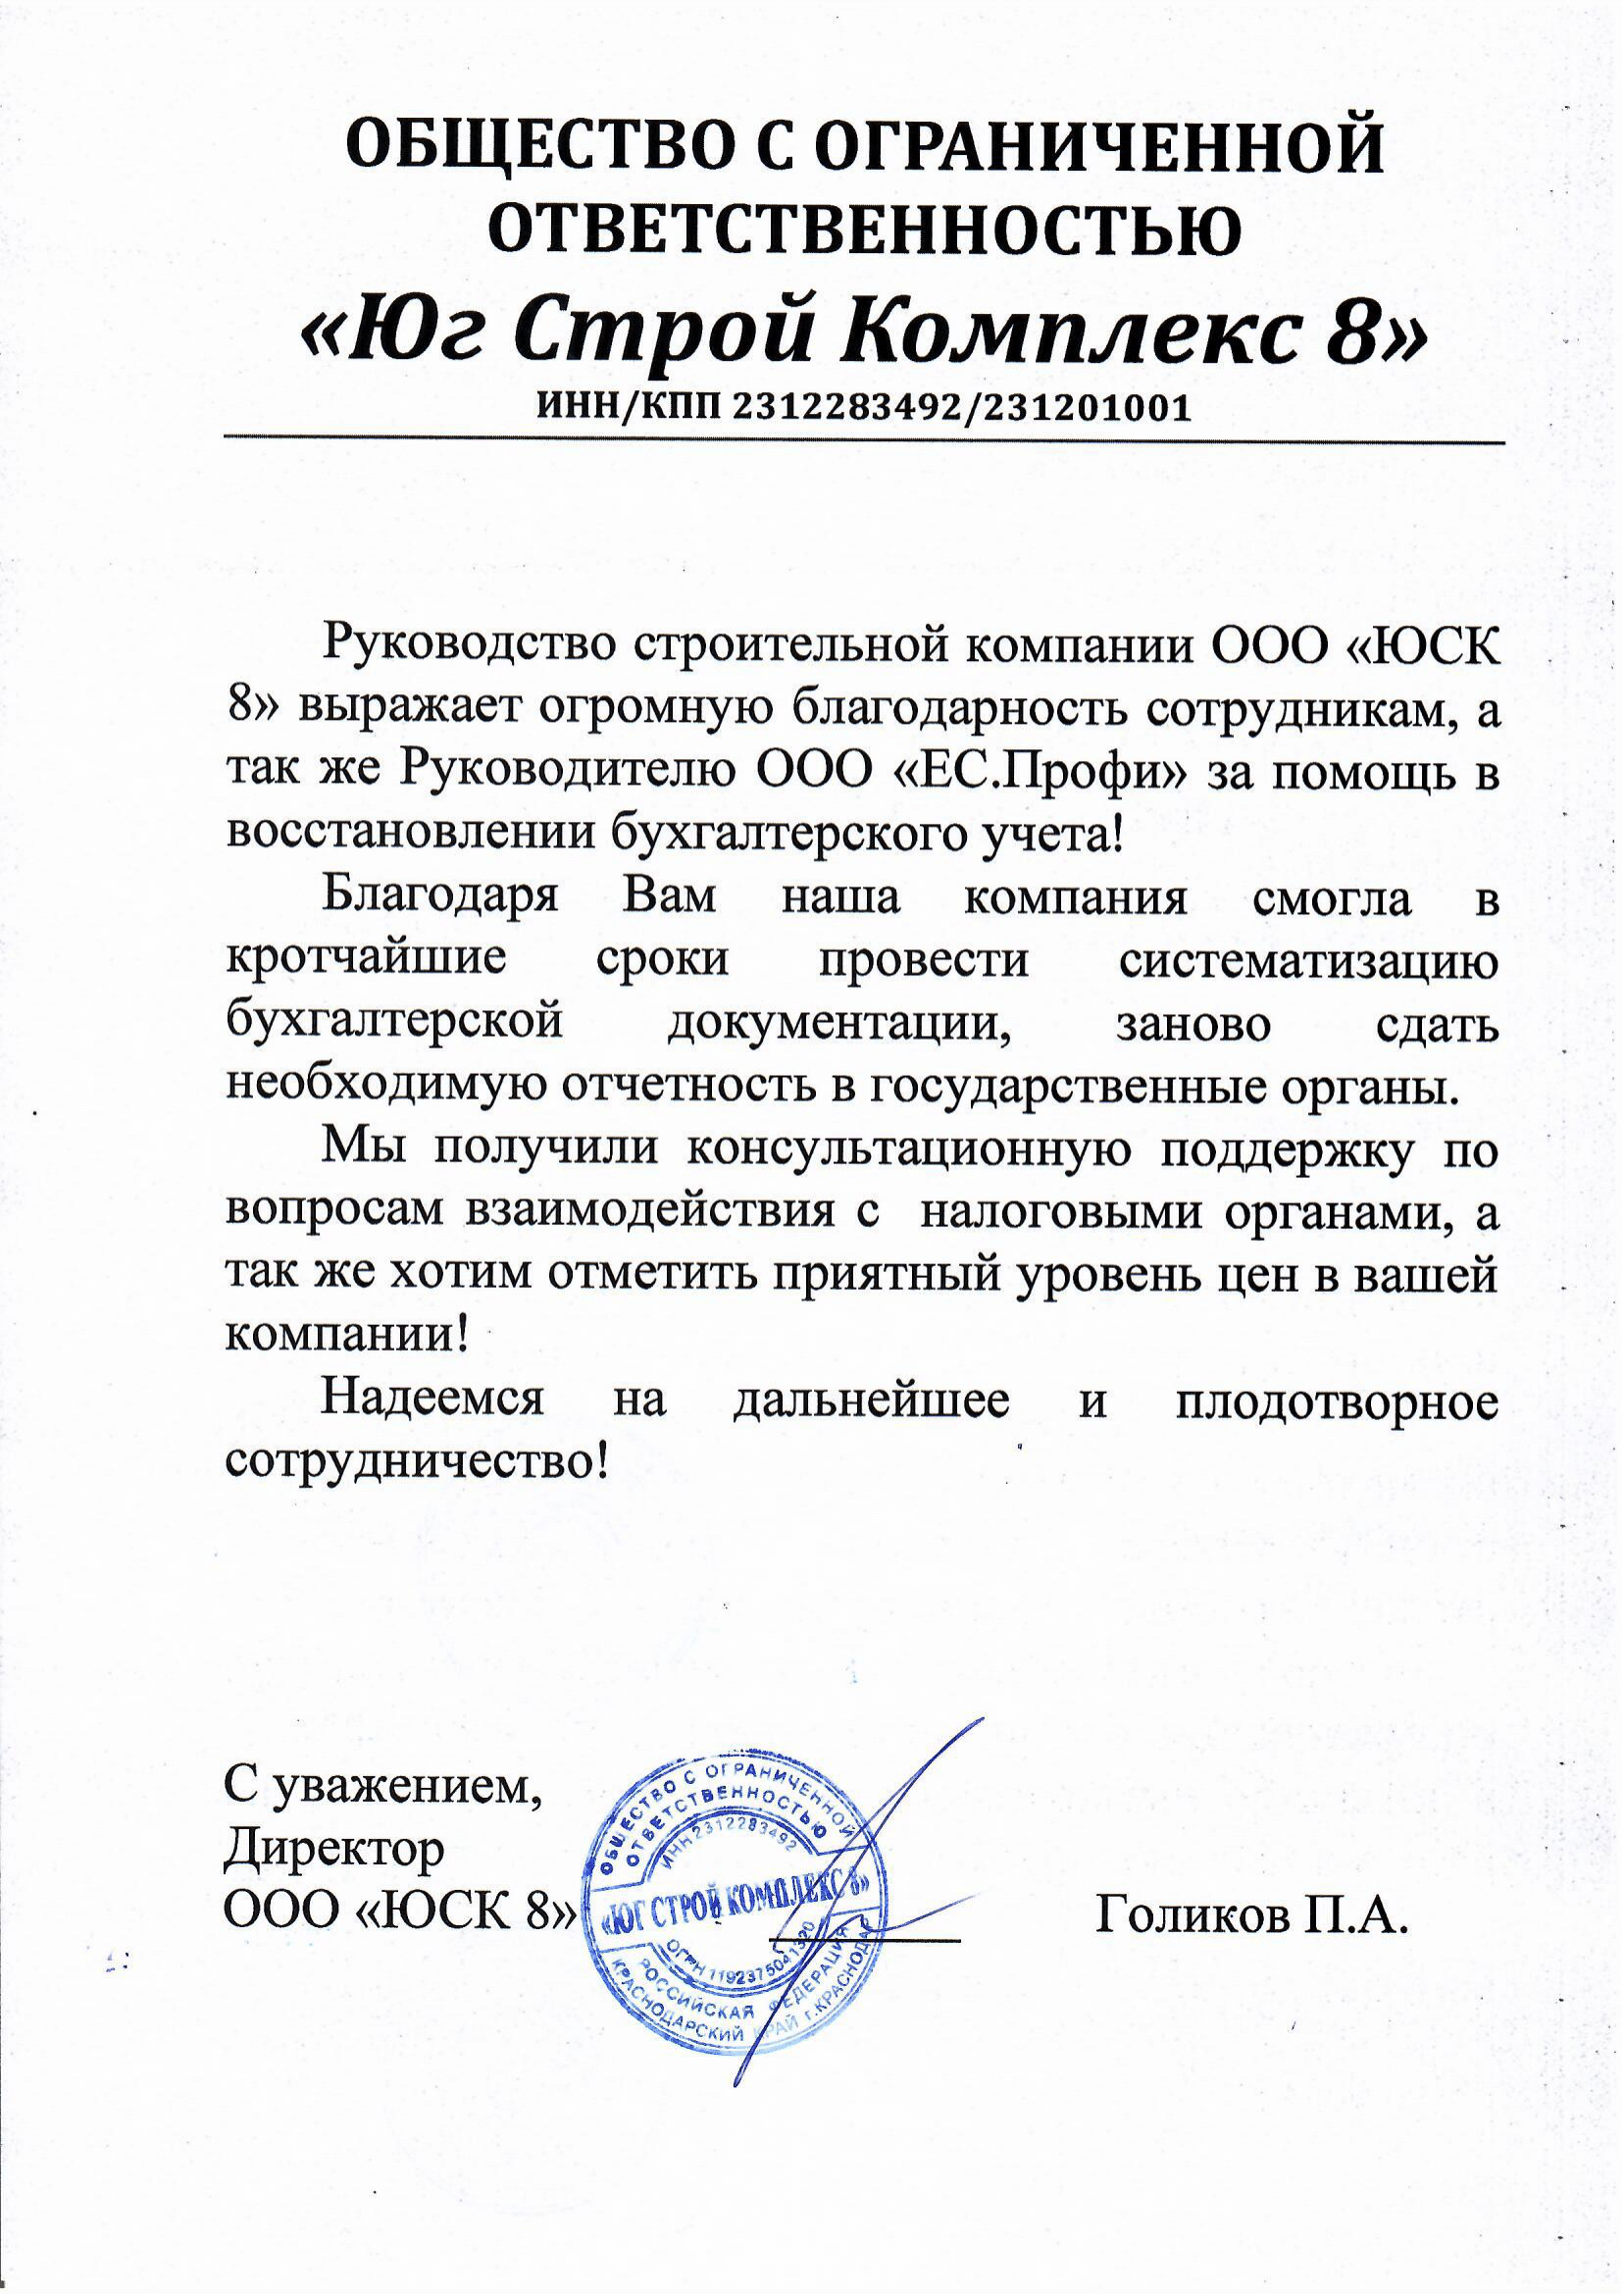 ОБЩЕСТВО С ОГРАНИЧЕННОЙ
ОТВЕТСТВЕННОСТЬЮ
«Юг Строй Комплекс 8»
ИНН/КПП 2312283492/231201001
Руководство строительной компании ООО «ЮСК
8» выражает огромную благодарность сотрудникам, а
так же Руководителю ООО «ЕС.Профи» за помощь в
восстановлении бухгалтерского учета!
Благодаря Вам наша компания смогла в
кротчайшие сроки провести систематизацию
бухгалтерской документации, заново сдать
необходимую отчетность в государственные органы.
Мы получили консультационную поддержку по
вопросам взаимодействия с налоговыми органами, а
так же хотим отметить приятный уровень цен в вашей
компании!
Надеемся на дальнейшее и плодотворное
сотрудничество!
С уважением,
Директор
ООО «ЮСК 8»
Голиков П.А.
ОБЩЕСТВО С ОГРАНИЧЕННОЙ
ОТВЕТСТВЕННОСТЬЮ
ИНН 2312283492
«ЮГ СТРОЙ КОМПЛЕКС 8»
ОГРН
РОССИЙСКАЯ ФЕДЕРАЦИЯ
КРАСНОДАРСКИЙ КРАЙ г.КРАСНОДАР